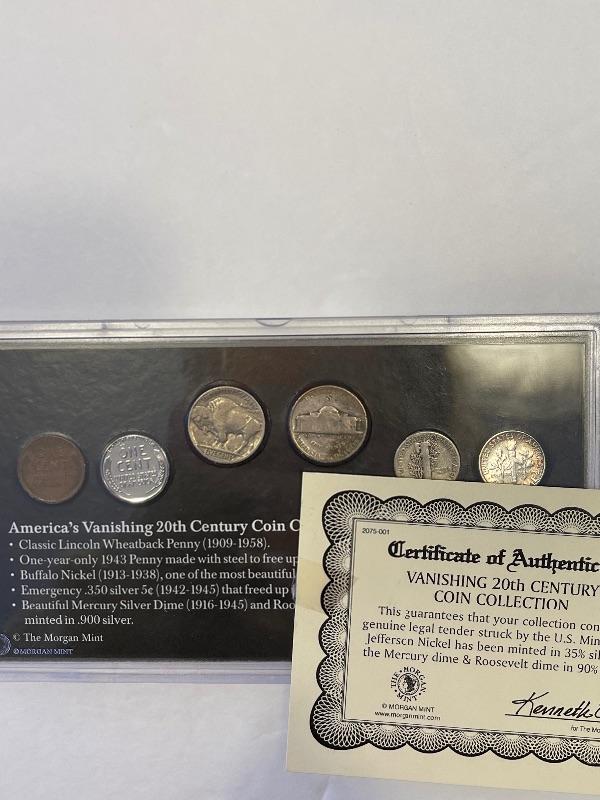 ONE
CENT
America's Vanishing 20th Century Coin C
• Classic Lincoln Wheatback Penny (1909-1958).
• One-year-only 1943 Penny made with steel to free up
• Buffalo Nickel (1913-1938), one of the most beautiful
• Emergency .350 silver 5¢ (1942-1945) that freed up
• Beautiful Mercury Silver Dime (1916-1945) and Roo
minted in .900 silver.
© The Morgan Mint
©MORGAN MINT
2075-001
Certificate of Authentic
VANISHING 20th CENTURY
COIN COLLECTION
This guarantees that your collection con
genuine legal tender struck by the U.S. Min
Jefferson Nickel has been minted in 35% sil
the Mercury dime & Roosevelt dime in 90%
THE MORGAN MINT
© MORGAN MINT
www.morganmint.com
Kenneth
for The Mo